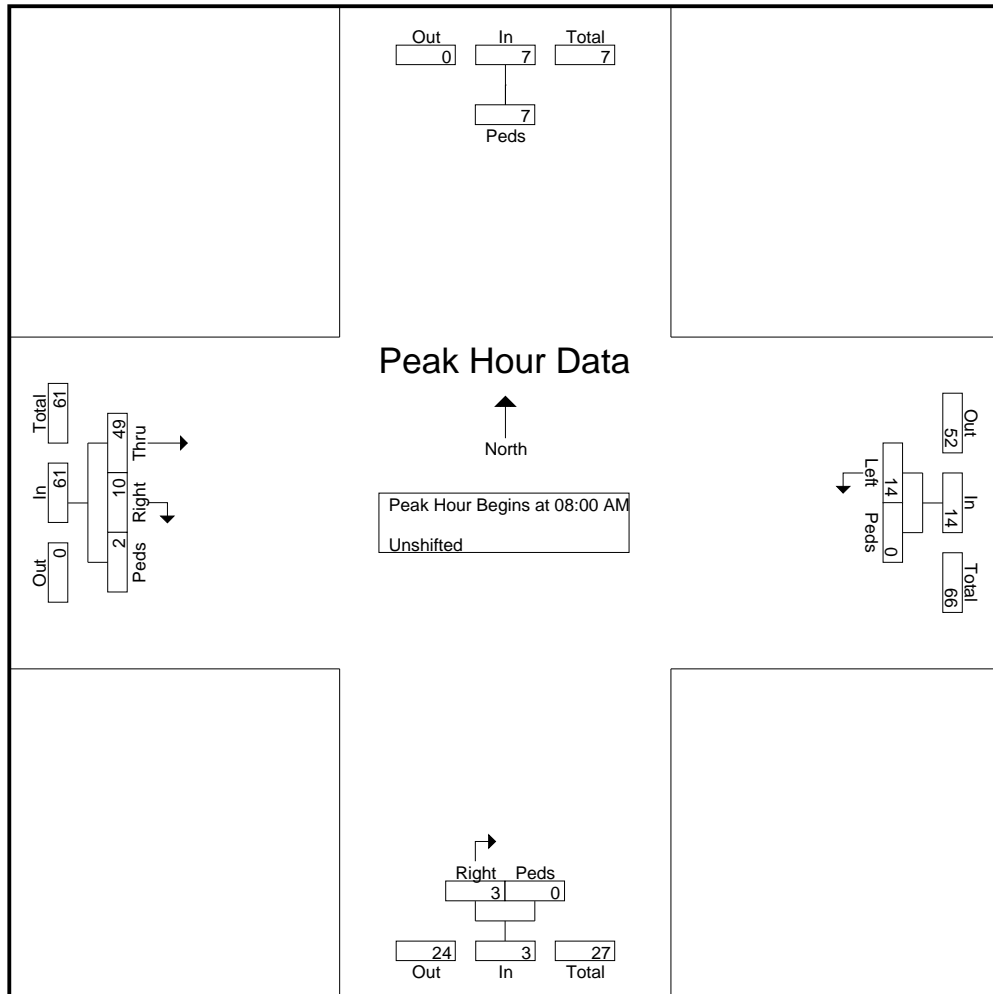 Out In Total
0 7 7
7
Peds
Peak Hour Data
North
Peak Hour Begins at 08:00 AM
Unshifted
Total 61
In 61
Out 0
49 Thru
10 Right
2 Peds
Left 14
Peds 0
Out 52
In 14
Total 66
Right Peds
3 0
24 3 27
Out In Total